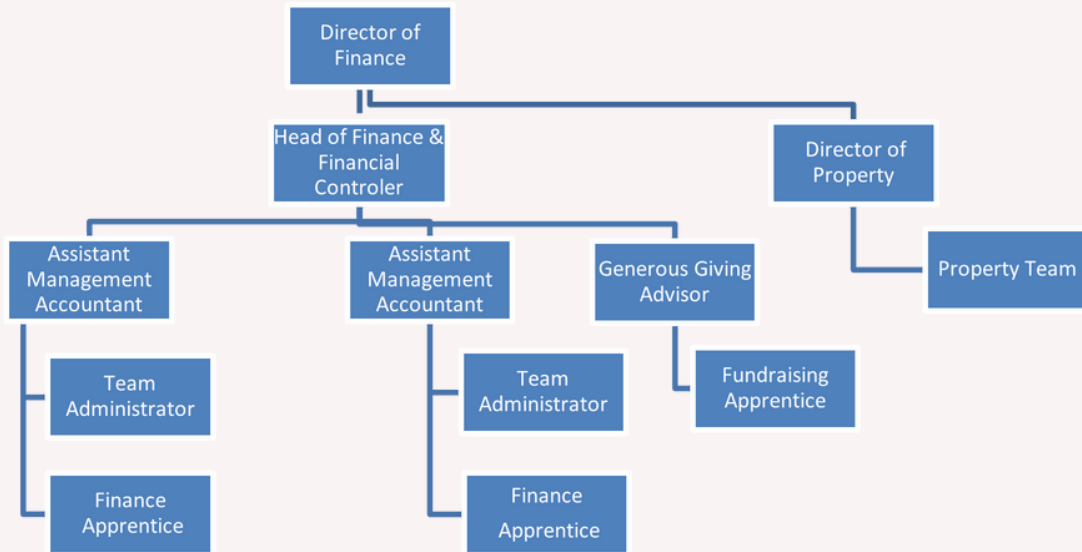 Director of
Finance
Head of Finance &
Financial
Controler
Director of
Property
Assistant
Management
Accountant
Assistant
Management
Accountant
Generous Giving
Advisor
Property Team
Team
Administrator
Team
Administrator
Fundraising
Apprentice
Finance
Apprentice
Finance
Apprentice